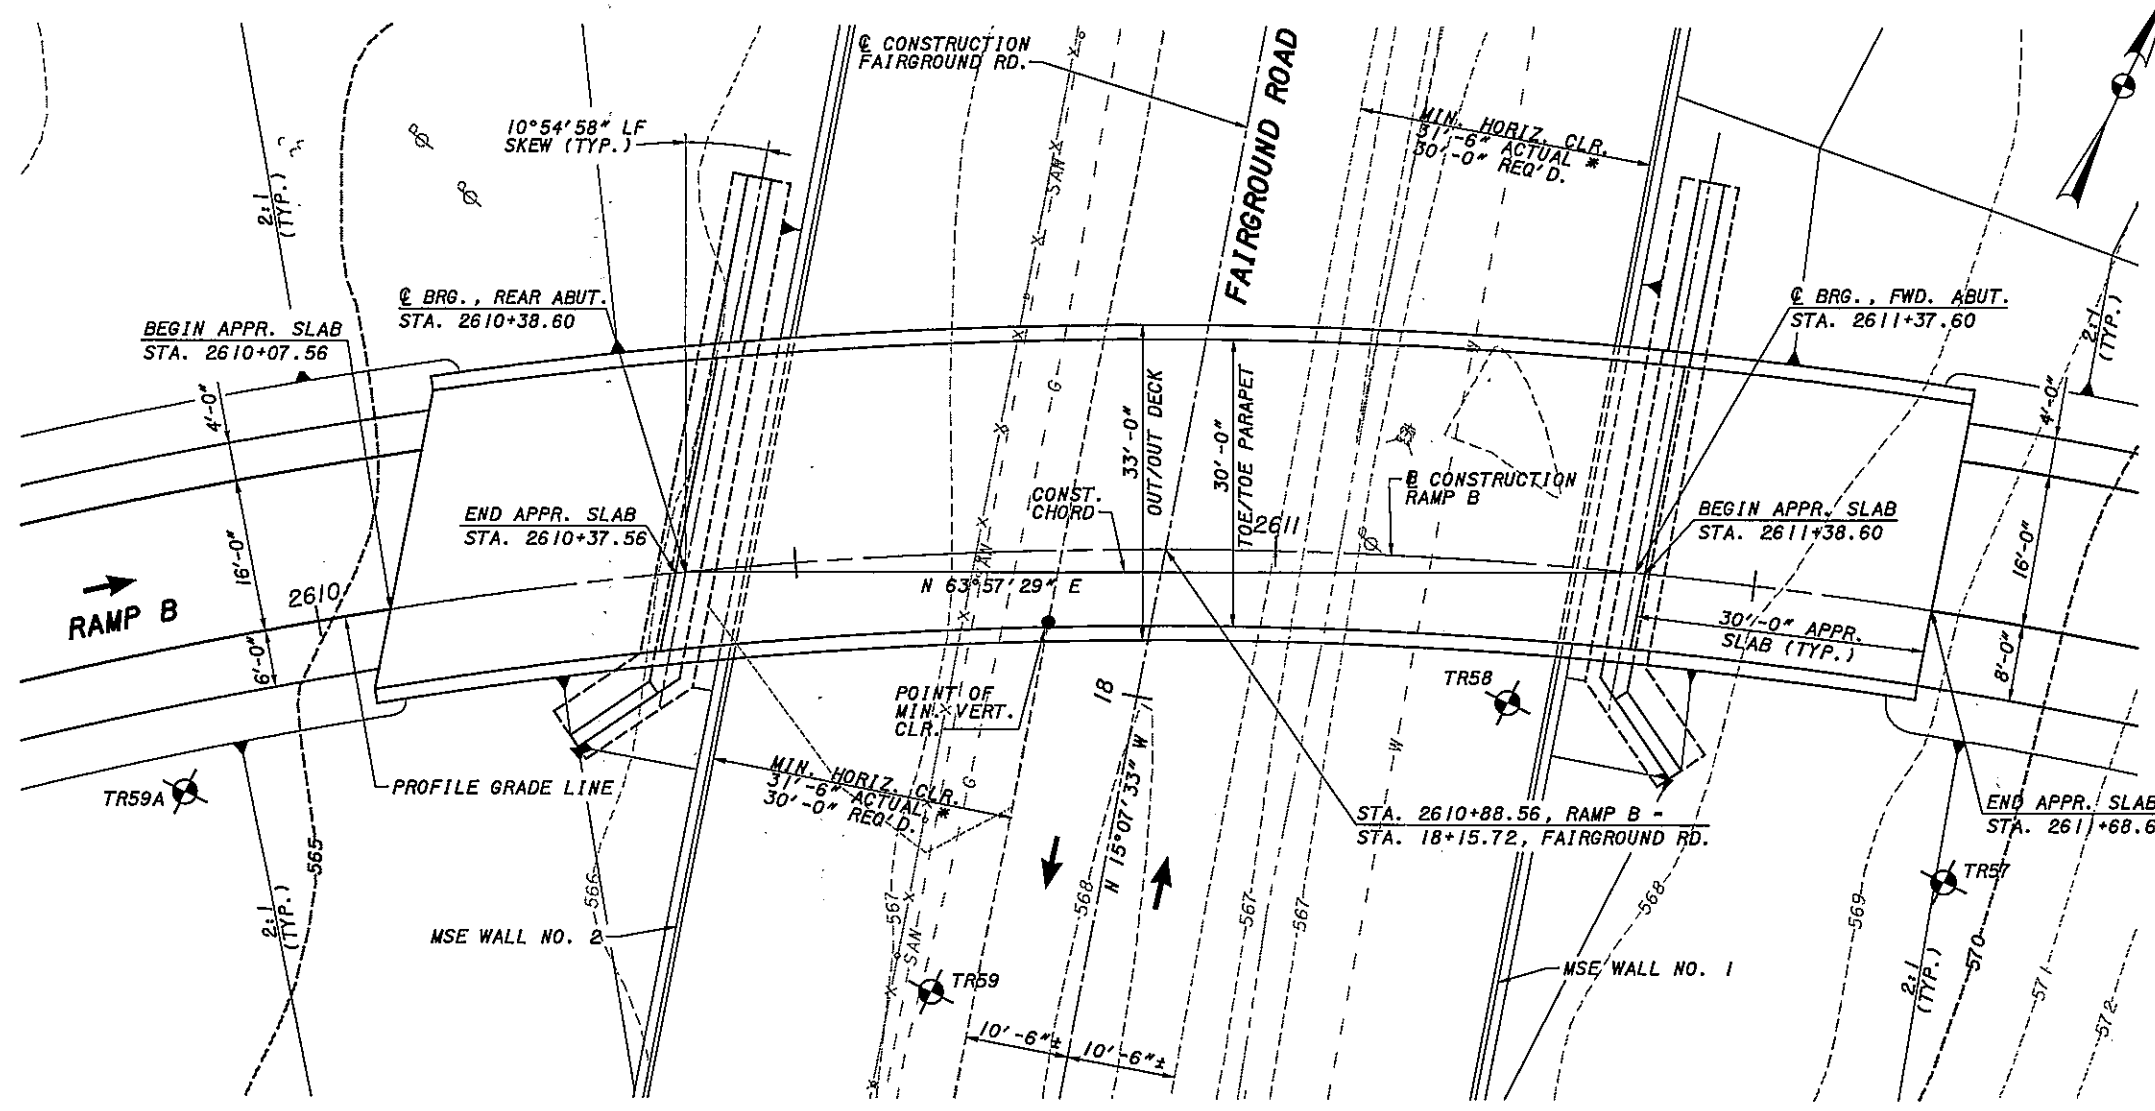 ℄ CONSTRUCTION
FAIRGROUND RD.
FAIRGROUND ROAD
10°54'58" LF
SKEW (TYP.)
MIN. HORIZ. CLR.
31'-6" ACTUAL *
30'-0" REQ'D.
2:1
(TYP.)
SAN
℄ BRG., REAR ABUT.
STA. 2610+38.60
BEGIN APPR. SLAB
STA. 2610+07.56
℄ BRG., FWD. ABUT.
STA. 2611+37.60
2:1
(TYP.)
4'-0"
16'-0"
6'-0"
G
W
33'-0"
OUT/OUT DECK
30'-0"
TOE/TOE PARAPET
4'-0"
16'-0"
8'-0"
END APPR. SLAB
STA. 2610+37.56
CONST.
CHORD
2611
B CONSTRUCTION
RAMP B
BEGIN APPR. SLAB
STA. 2611+38.60
SAN
N 63°57'29" E
RAMP B
2610
30'-0" APPR.
SLAB (TYP.)
POINT OF
MIN. VERT.
CLR.
18
TR58
W
G
TR59A
PROFILE GRADE LINE
MIN. HORIZ. CLR.
31'-6" ACTUAL *
30'-0" REQ'D.
N 15°07'33" W
STA. 2610+88.56, RAMP B -
STA. 18+15.72, FAIRGROUND RD.
END APPR. SLAB
STA. 2611+68.6
TR57
565
566
567
568
567
567
568
569
570
571
572
2:1
(TYP.)
MSE WALL NO. 2
SAN
TR59
MSE WALL NO. 1
2:1
(TYP.)
10'-6"±
10'-6"±